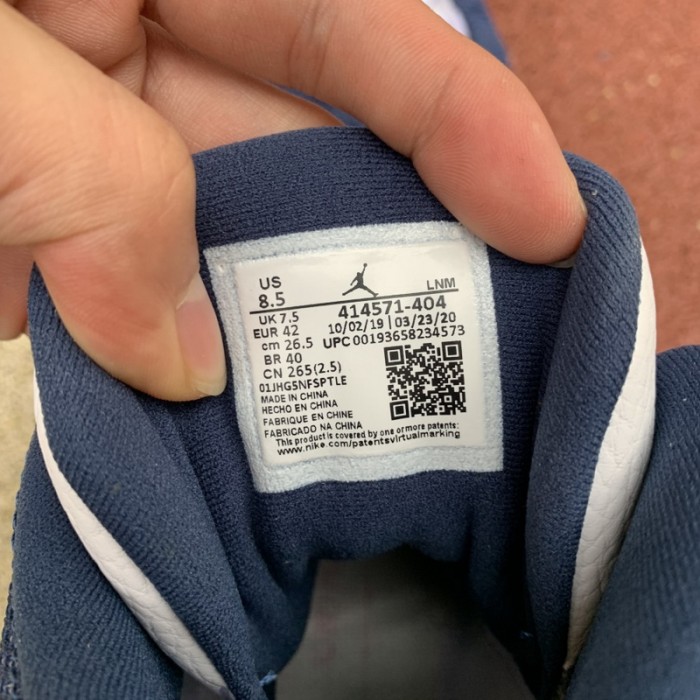 US
8.5
LNM
UK 7.5
414571-404
EUR 42
10/02/19 | 03/23/20
cm 26.5
UPC 00193658234573
BR 40
CN 265(2.5)
01JHG5NFSPTLE
MADE IN CHINA
HECHO EN CHINA
FABRIQUE EN CHINE
FABRICADO NA CHINA
This product is covered by one or more patents:
www.nike.com/patentsvirtualmarking